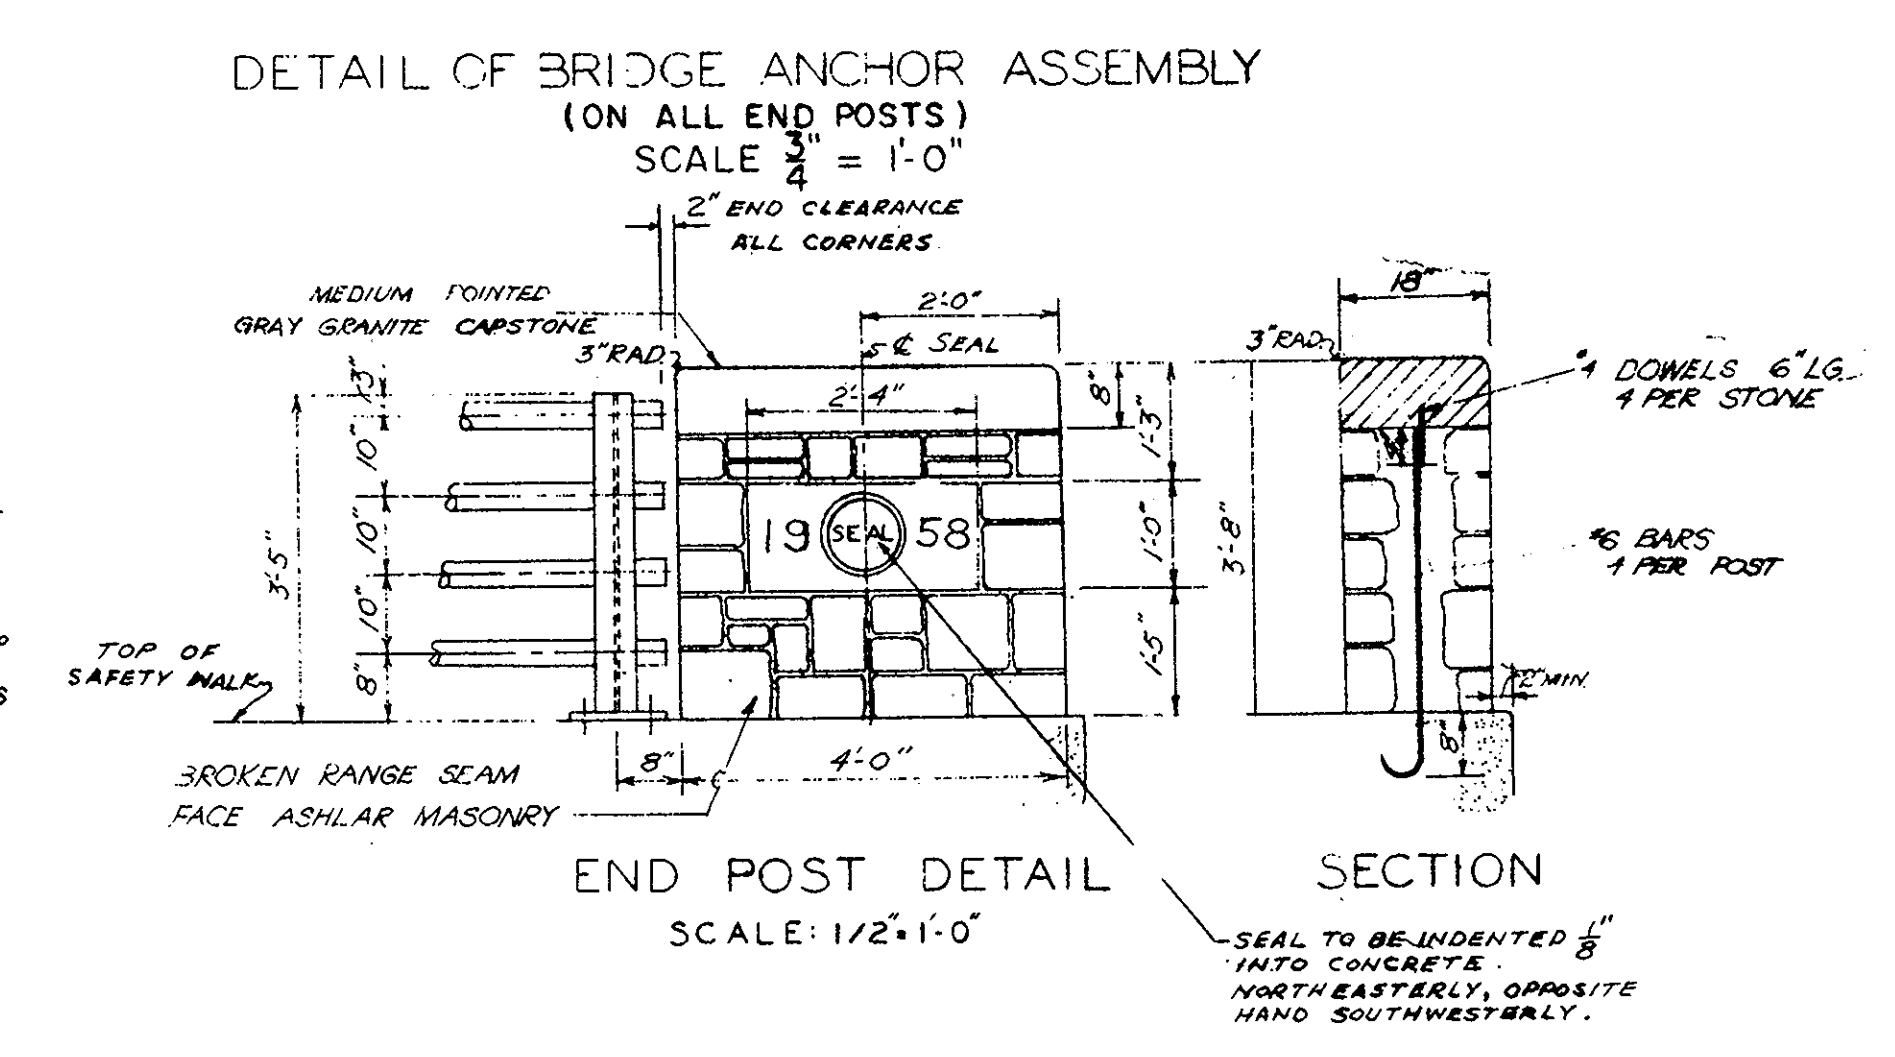 DETAIL OF BRIDGE ANCHOR ASSEMBLY
(ON ALL END POSTS)
SCALE 3/4" = 1'-0"
2" END CLEARANCE
ALL CORNERS
MEDIUM POINTED
GRAY GRANITE CAPSTONE
3" RAD.
2'-0"
℄ SEAL
2'-4"
8"
1'-3"
1'-0"
1'-5"
3"
10"
10"
10"
8"
3'-5"
19 SEAL 58
TOP OF
SAFETY WALK
8"
4'-0"
BROKEN RANGE SEAM
FACE ASHLAR MASONRY
END POST DETAIL
SCALE: 1/2" = 1'-0"
18"
3" RAD.
#4 DOWELS 6" LG.
4 PER STONE
3'-8"
#6 BARS
4 PER POST
2" MIN.
8"
SECTION
SEAL TO BE INDENTED 1/8"
INTO CONCRETE.
NORTHEASTERLY, OPPOSITE
HAND SOUTHWESTERLY.